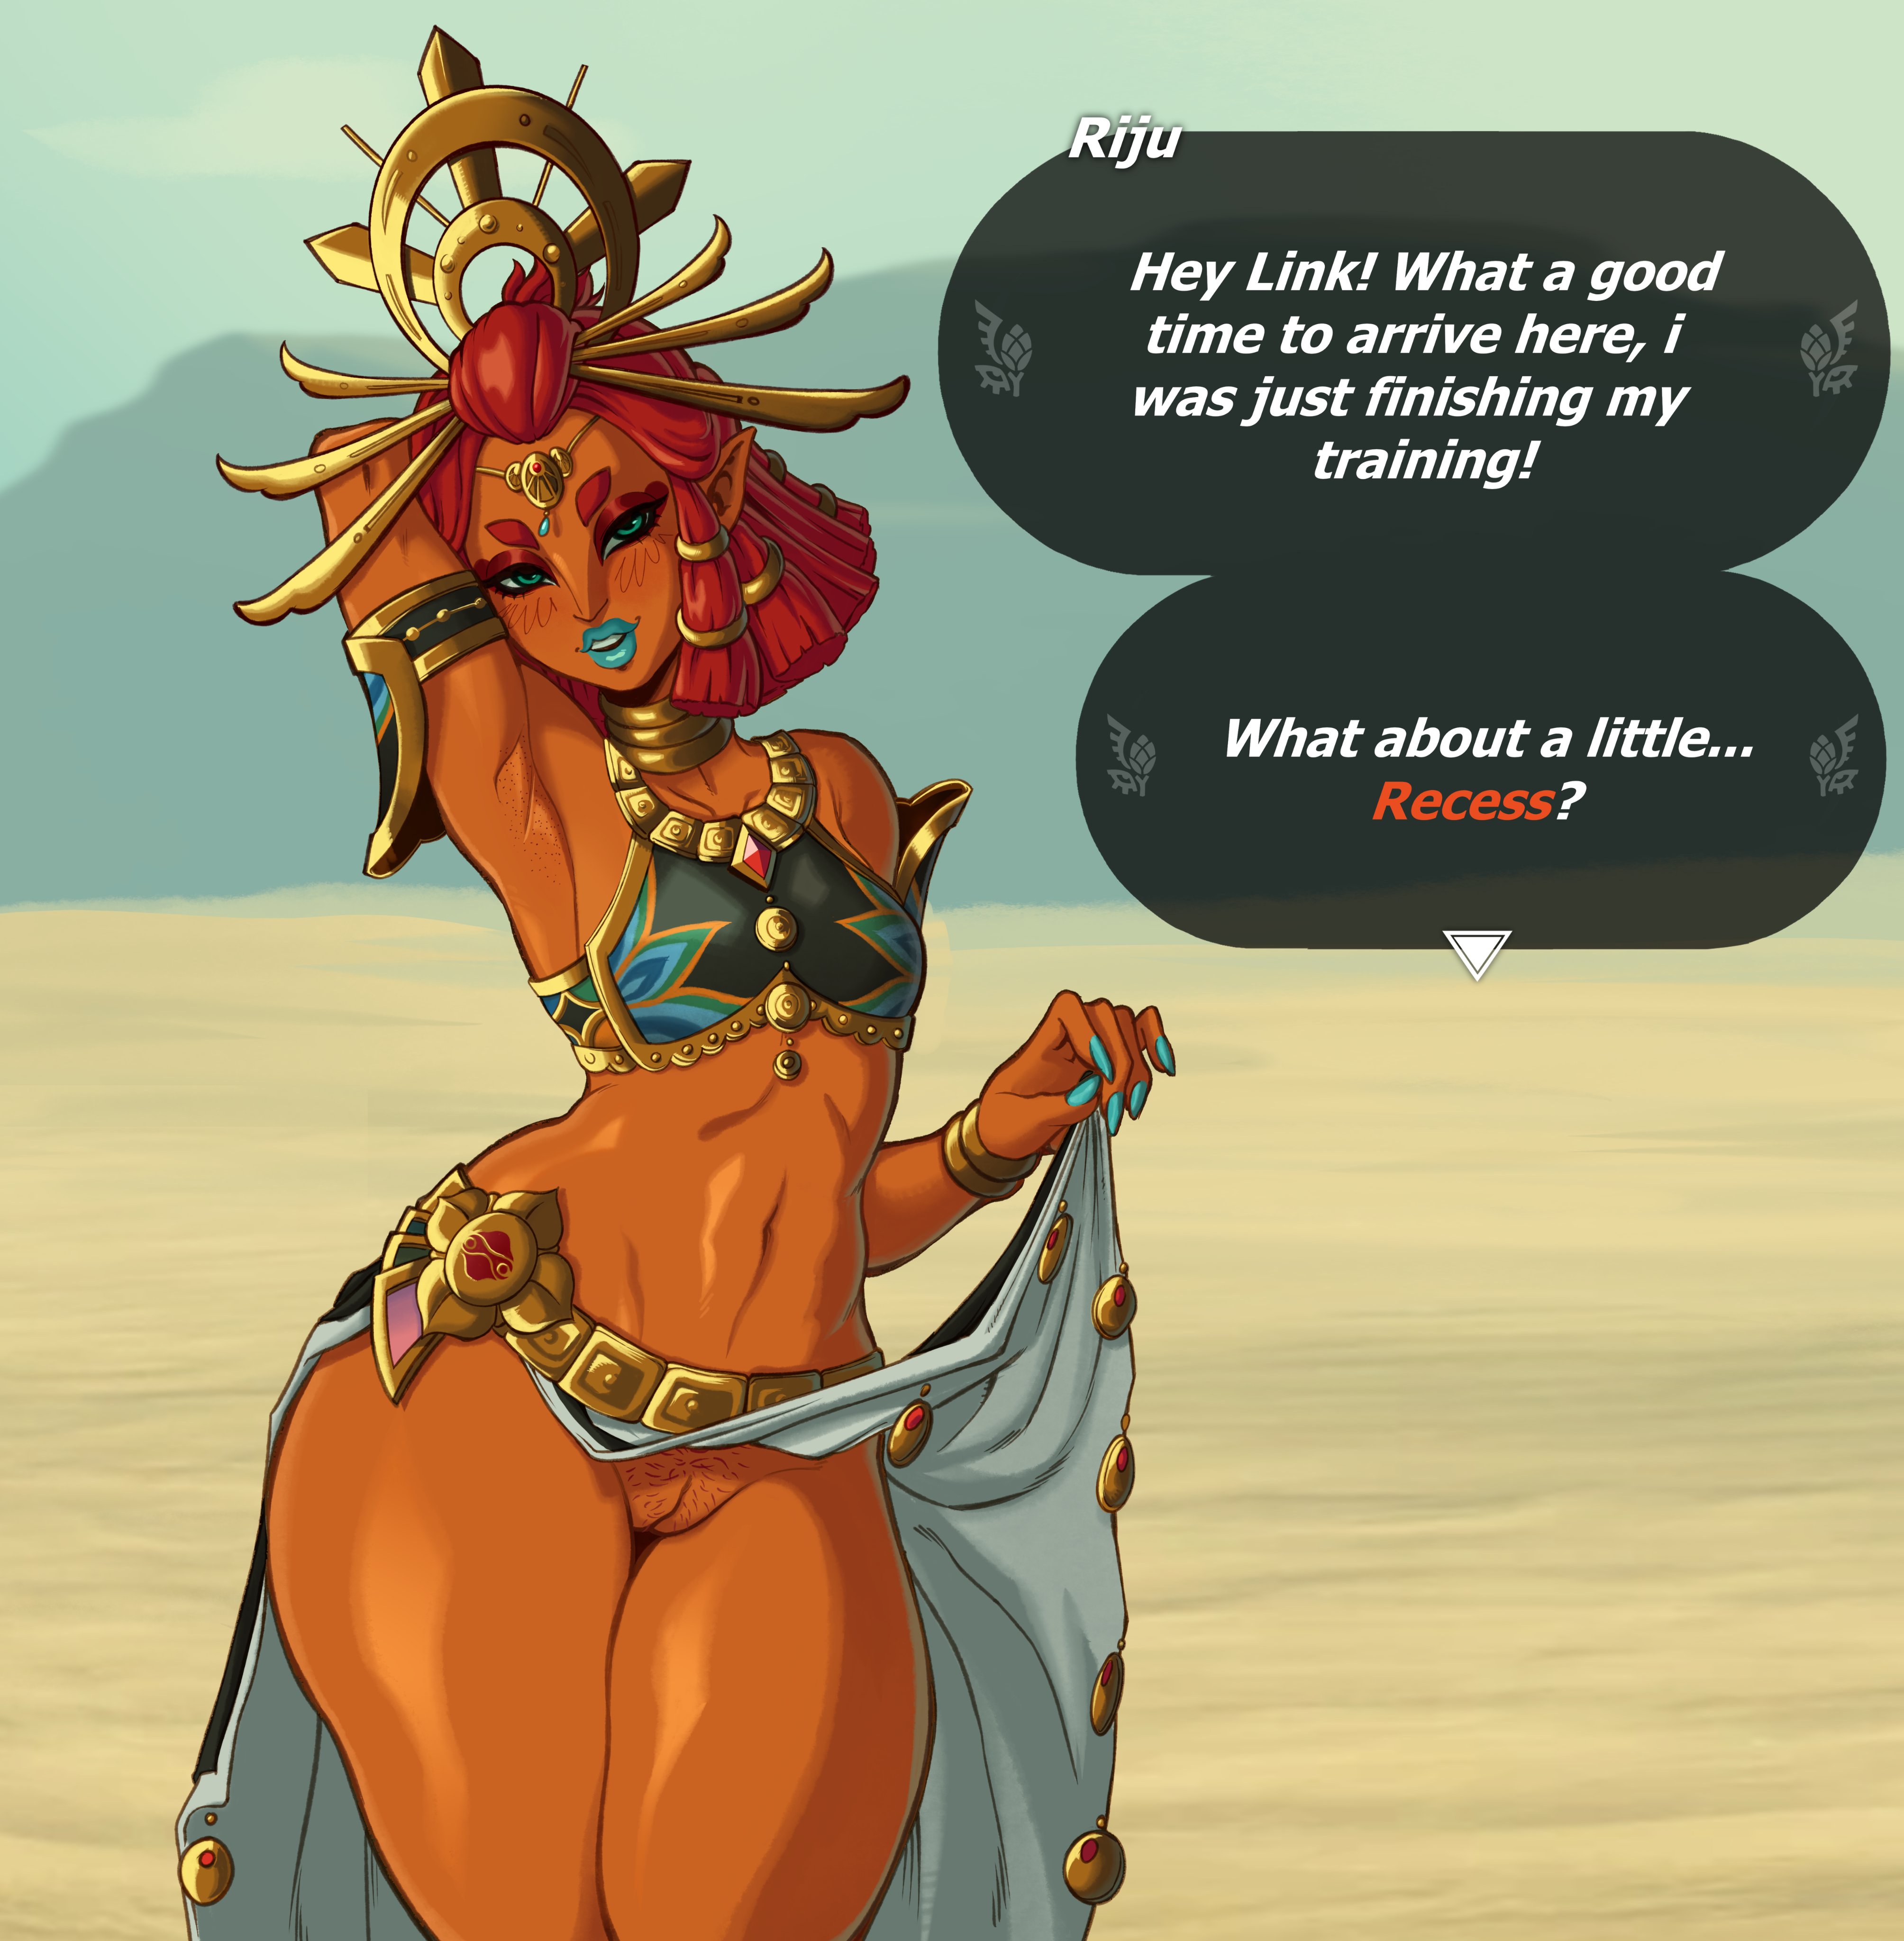 Riju
Hey Link! What a good
time to arrive here, i
was just finishing my
training!
What about a little...
Recess?